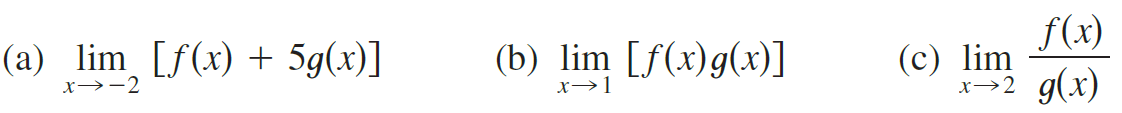 (a) lim_{x→−2} [f(x) + 5g(x)] (b) lim_{x→1} [f(x)g(x)] (c) lim_{x→2} f(x)/g(x)